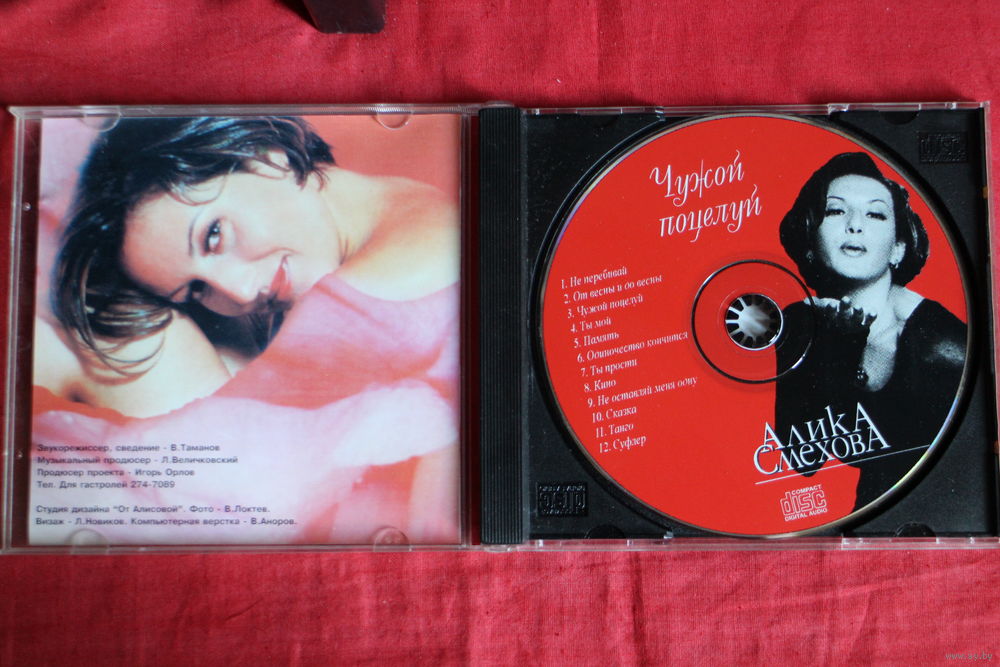 Звукорежиссер, сведение - В.Таманов
Музыкальный продюсер - Л.Величковский
Продюсер проекта - Игорь Орлов
Тел. Для гастролей 274-7089
Студия дизайна "От Алисовой". Фото - В.Локтев.
Визаж - Л.Новиков. Компьютерная верстка - В.Аноров.
Чужой
поцелуй
1. Не перебивай
2. От весны и до весны
3. Чужой поцелуй
4. Ты мой
5. Память
6. Одиночество кончится
7. Ты прости
8. Кино
9. Не оставляй меня одну
10. Сказка
11. Танго
12. Суфлер
АЛИКА
СМЕХОВА
COMPACT
disc
DIGITAL AUDIO
www.ay.by